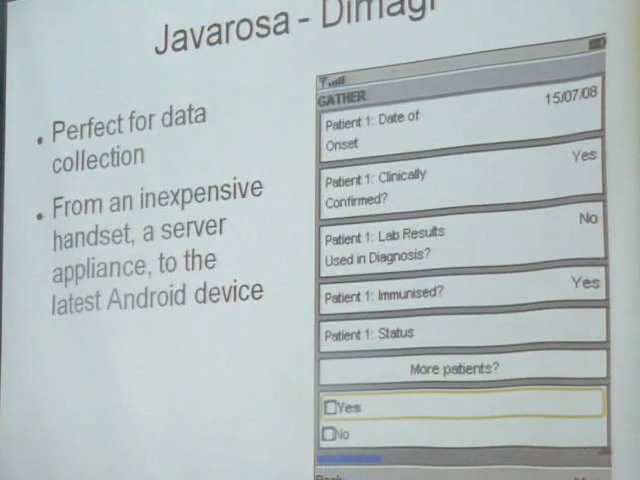 Javarosa - Dimagi
• Perfect for data
collection
• From an inexpensive
handset, a server
appliance, to the
latest Android device
GATHER
Patient 1: Date of
Onset
15/07/08
Patient 1: Clinically
Confirmed?
Yes
Patient 1: Lab Results
Used in Diagnosis?
No
Patient 1: Immunised?
Yes
Patient 1: Status
More patients?
Yes
No